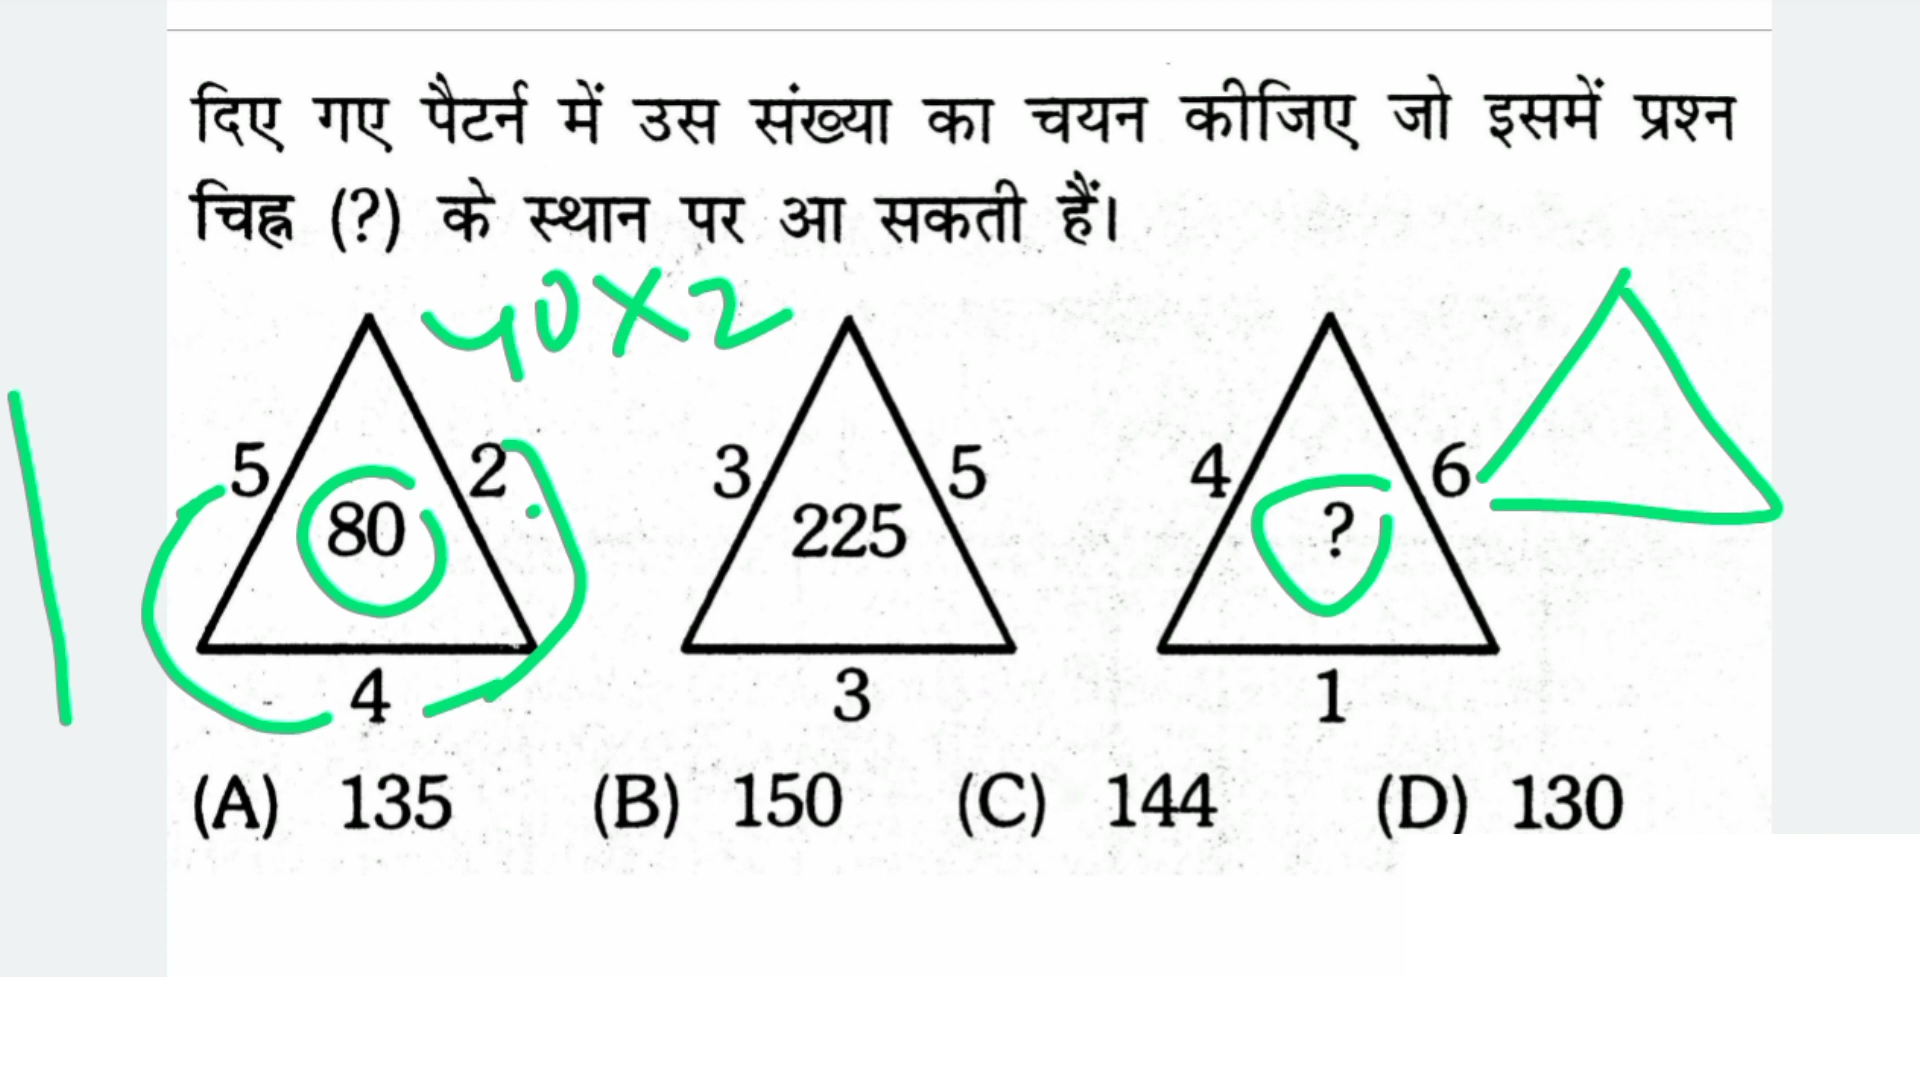 दिए गए पैटर्न में उस संख्या का चयन कीजिए जो इसमें प्रश्न
चिह्न (?) के स्थान पर आ सकती हैं।
40×2
5 80 2
4
3 225 5
3
4 ? 6
1
(A) 135 (B) 150 (C) 144 (D) 130